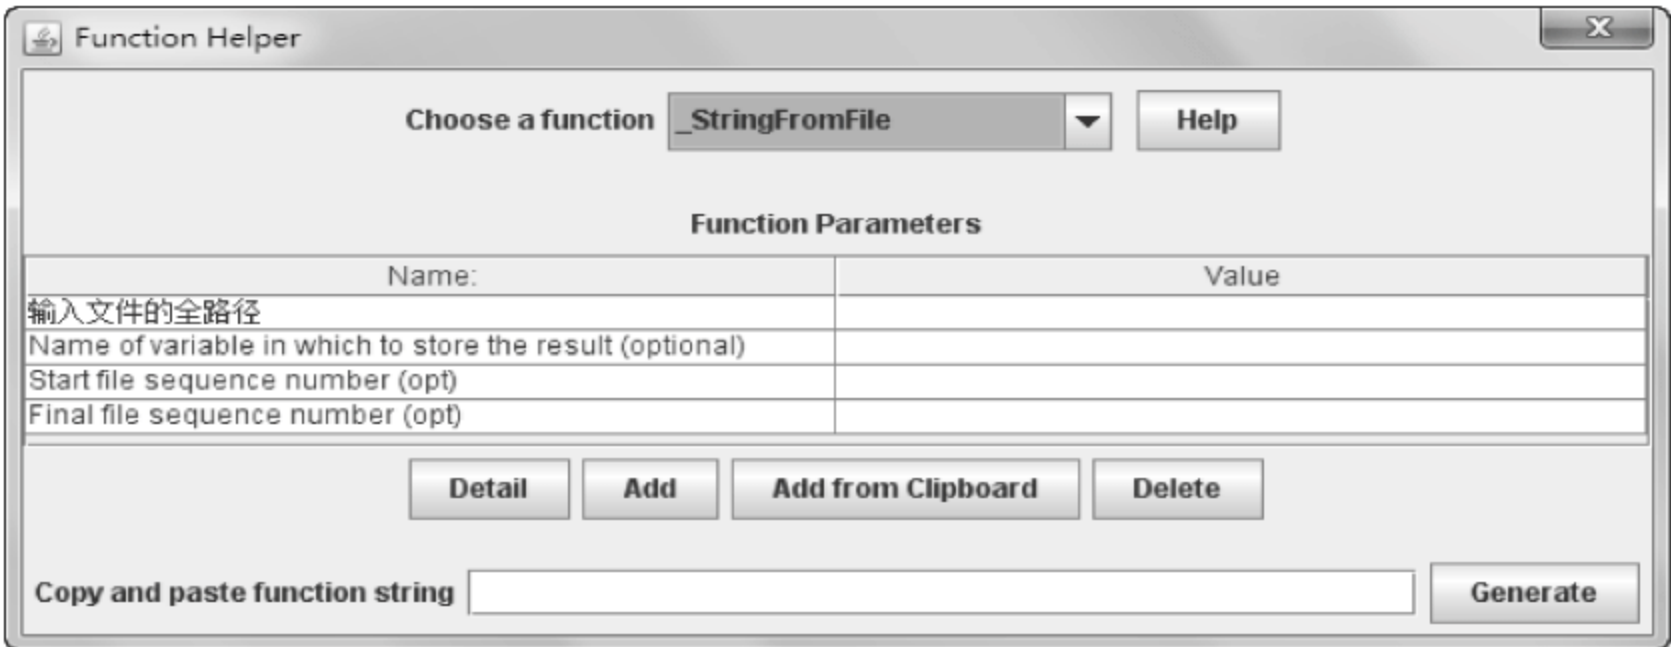 Function Helper
Choose a function _StringFromFile Help
Function Parameters
Name: Value
输入文件的全路径
Name of variable in which to store the result (optional)
Start file sequence number (opt)
Final file sequence number (opt)
Detail Add Add from Clipboard Delete
Copy and paste function string Generate